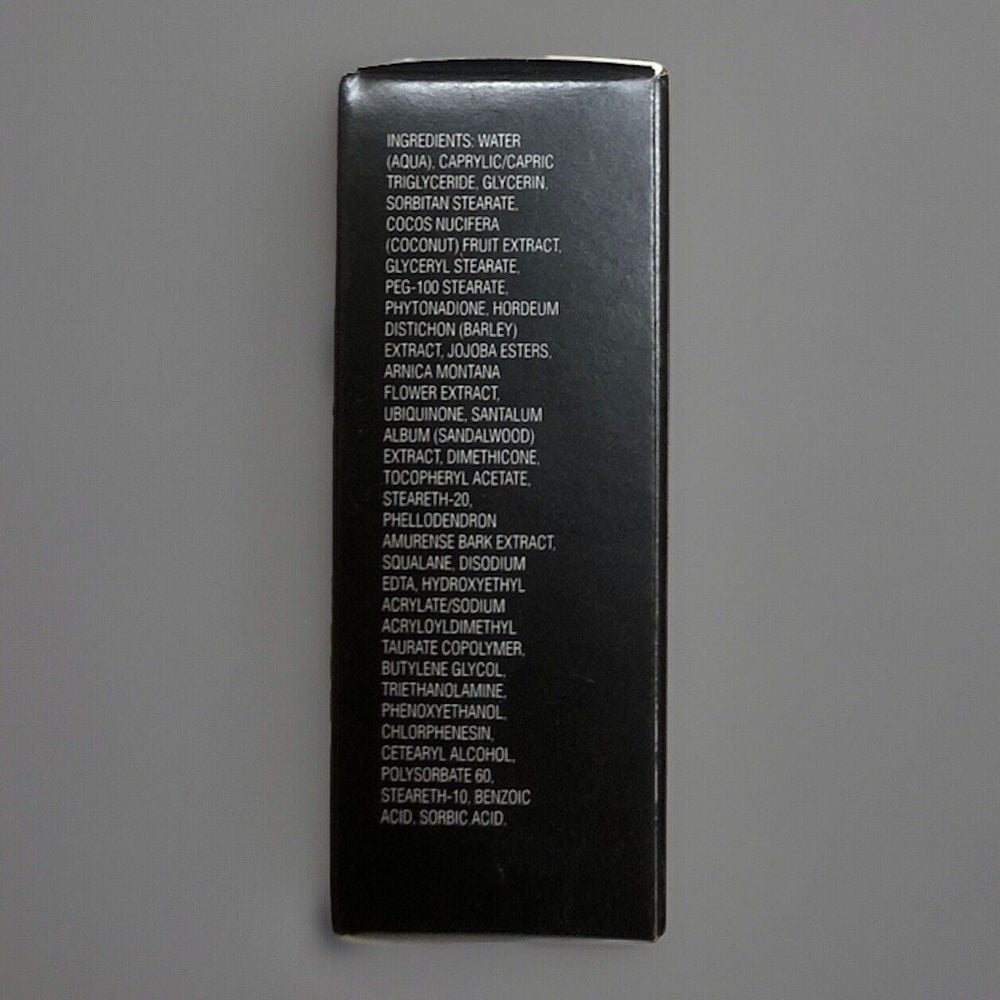 INGREDIENTS: WATER
(AQUA), CAPRYLIC/CAPRIC
TRIGLYCERIDE, GLYCERIN,
SORBITAN STEARATE,
COCOS NUCIFERA
(COCONUT) FRUIT EXTRACT,
GLYCERYL STEARATE,
PEG-100 STEARATE,
PHYTONADIONE, HORDEUM
DISTICHON (BARLEY)
EXTRACT, JOJOBA ESTERS,
ARNICA MONTANA
FLOWER EXTRACT,
UBIQUINONE, SANTALUM
ALBUM (SANDALWOOD)
EXTRACT, DIMETHICONE,
TOCOPHERYL ACETATE,
STEARETH-20,
PHELLODENDRON
AMURENSE BARK EXTRACT,
SQUALANE, DISODIUM
EDTA, HYDROXYETHYL
ACRYLATE/SODIUM
ACRYLOYLDIMETHYL
TAURATE COPOLYMER,
BUTYLENE GLYCOL,
TRIETHANOLAMINE,
PHENOXYETHANOL,
CHLORPHENESIN,
CETEARYL ALCOHOL,
POLYSORBATE 60,
STEARETH-10, BENZOIC
ACID, SORBIC ACID.